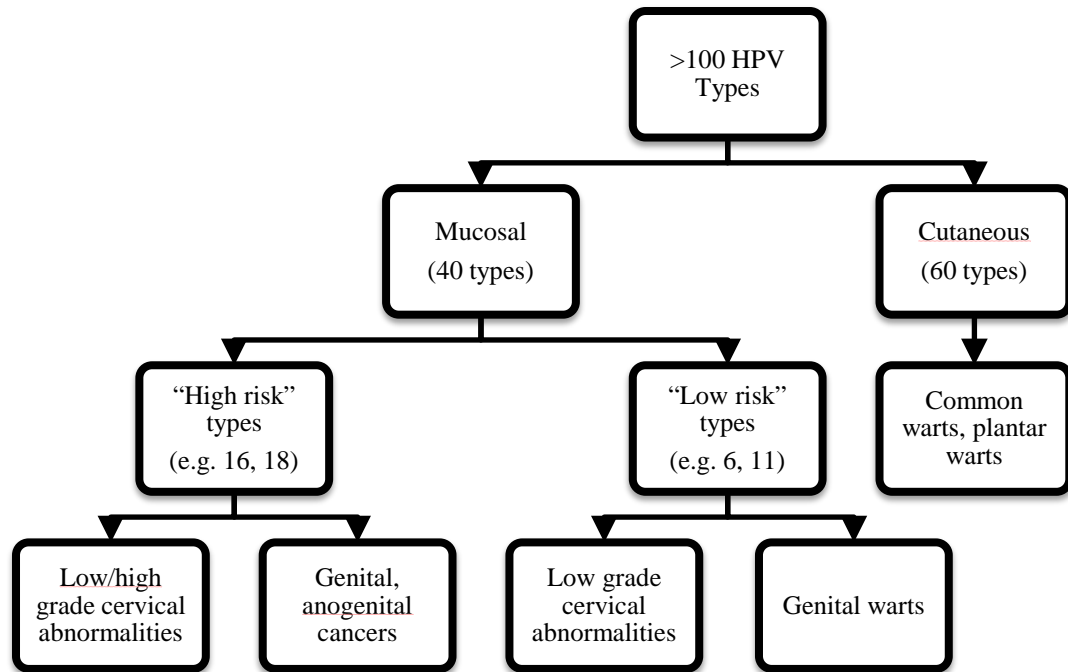 >100 HPV
Types
Mucosal
(40 types)
Cutaneous
(60 types)
“High ris”
types
(e.g. 16, 18)
“Low risk”
types
(e.g. 6, 11)
Common
warts, plantar
warts
Low/high
grade cervical
abnormalities
Genital,
anogenital
cancers
Low grade
cervical
abnormalities
Genital warts